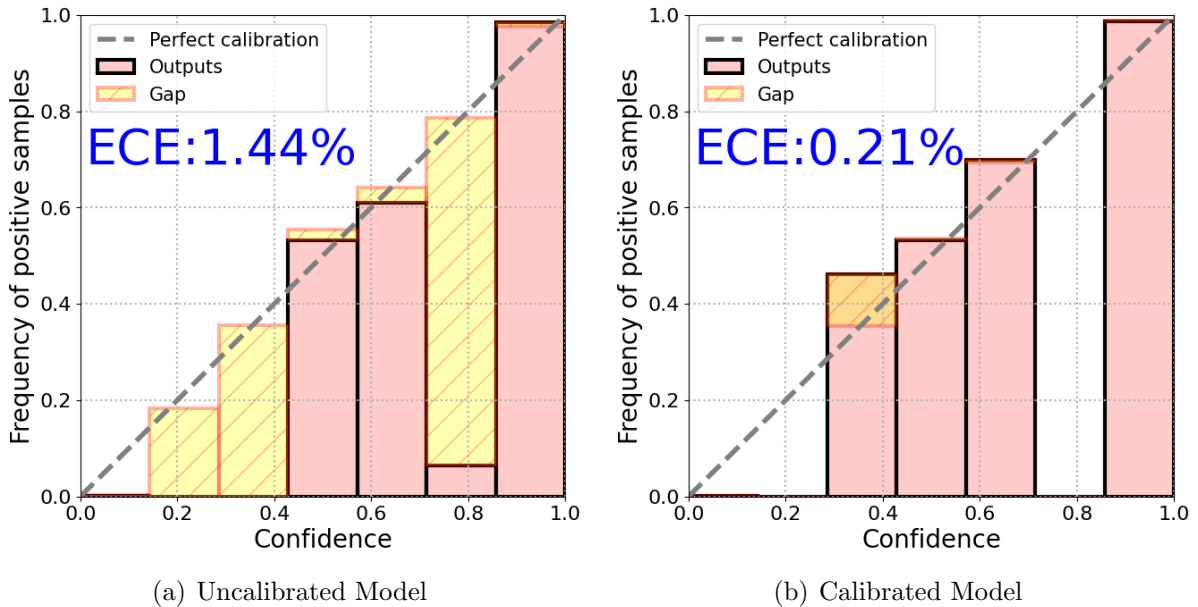 1.0
0.8
0.6
0.4
0.2
0.0
Frequency of positive samples
Perfect calibration
Outputs
Gap
ECE:1.44%
0.0 0.2 0.4 0.6 0.8 1.0
Confidence
(a) Uncalibrated Model
1.0
0.8
0.6
0.4
0.2
0.0
Frequency of positive samples
Perfect calibration
Outputs
Gap
ECE:0.21%
0.0 0.2 0.4 0.6 0.8 1.0
Confidence
(b) Calibrated Model